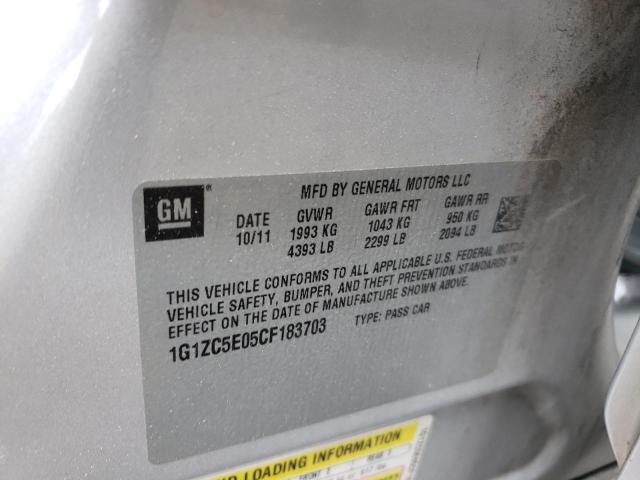 GM
MFD BY GENERAL MOTORS LLC
DATE GVWR GAWR FRT GAWR RR
10/11 1993 KG 1043 KG 950 KG
4393 LB 2299 LB 2094 LB
THIS VEHICLE CONFORMS TO ALL APPLICABLE U.S. FEDERAL MOTOR
VEHICLE SAFETY, BUMPER, AND THEFT PREVENTION STANDARDS IN
EFFECT ON THE DATE OF MANUFACTURE SHOWN ABOVE.
1G1ZC5E05CF183703 TYPE: PASS CAR
LOADING INFORMATION
FRONT
REAR